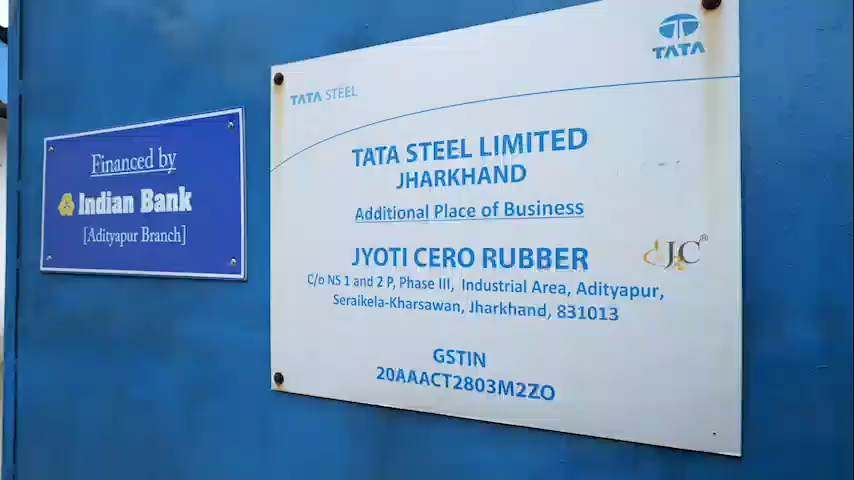 Financed by
Indian Bank
[Adityapur Branch]
TATA STEEL
TATA
TATA STEEL LIMITED
JHARKHAND
Additional Place of Business
JYOTI CERO RUBBER
JRC®
C/o NS 1 and 2 P, Phase III, Industrial Area, Adityapur,
Seraikela-Kharsawan, Jharkhand, 831013
GSTIN
20AAACT2803M2ZO